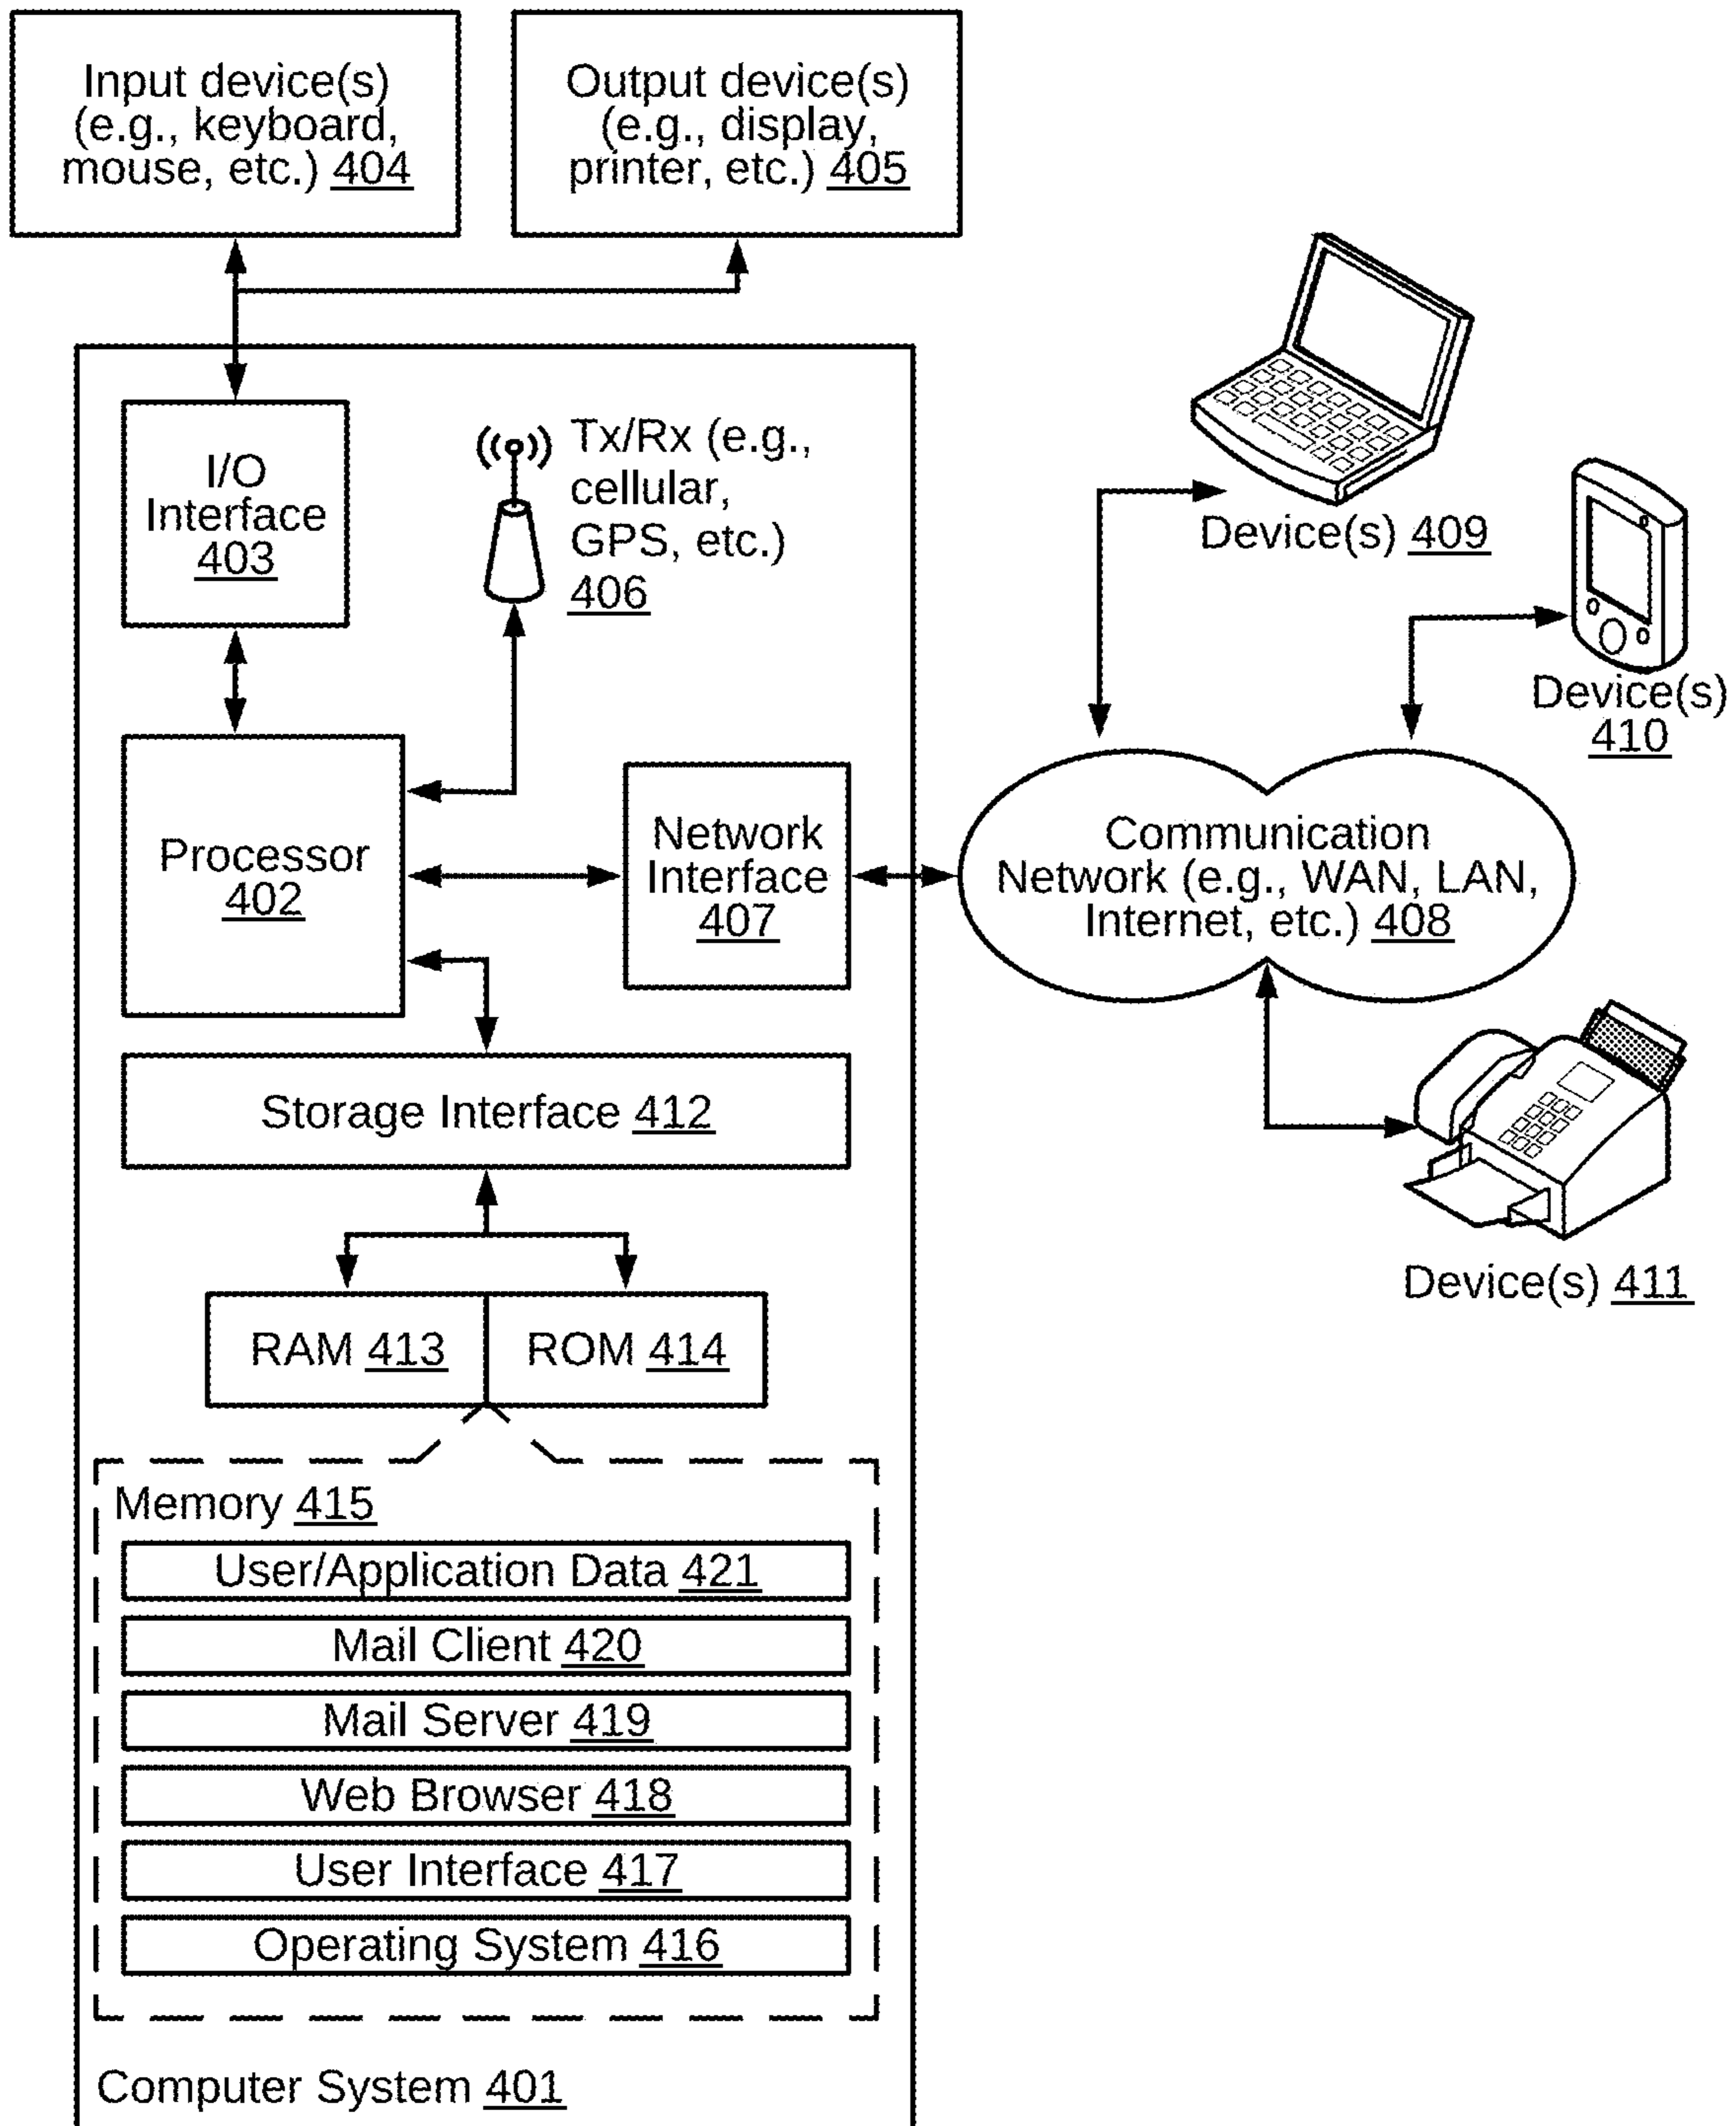 Input device(s)
(e.g., keyboard,
mouse, etc.) 404
Output device(s)
(e.g., display,
printer, etc.) 405
I/O
Interface
403
Tx/Rx (e.g.,
cellular,
GPS, etc.)
406
Device(s) 409
Device(s)
410
Processor
402
Network
Interface
407
Communication
Network (e.g., WAN, LAN,
Internet, etc.) 408
Storage Interface 412
Device(s) 411
RAM 413
ROM 414
Memory 415
User/Application Data 421
Mail Client 420
Mail Server 419
Web Browser 418
User Interface 417
Operating System 416
Computer System 401